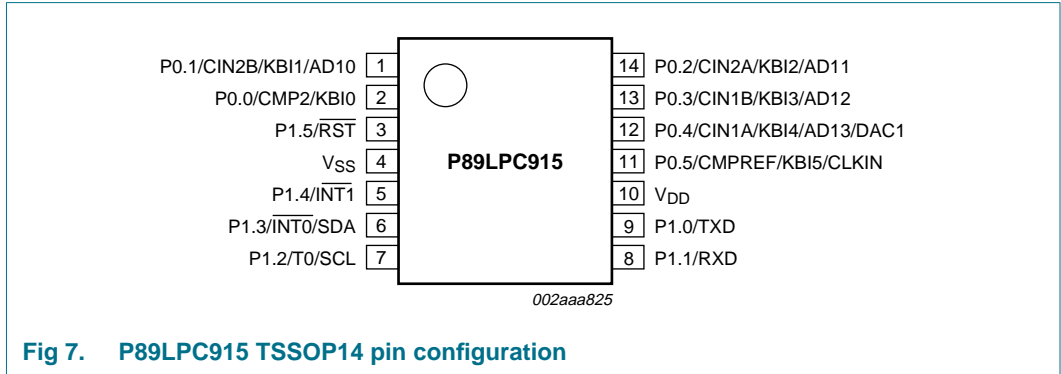 P0.1/CIN2B/KBI1/AD10 1
P0.0/CMP2/KBI0 2
P1.5/R̅S̅T̅ 3
VSS 4
P1.4/I̅N̅T̅1̅ 5
P1.3/I̅N̅T̅0̅/SDA 6
P1.2/T0/SCL 7
P89LPC915
14 P0.2/CIN2A/KBI2/AD11
13 P0.3/CIN1B/KBI3/AD12
12 P0.4/CIN1A/KBI4/AD13/DAC1
11 P0.5/CMPREF/KBI5/CLKIN
10 VDD
9 P1.0/TXD
8 P1.1/RXD
002aaa825
Fig 7. P89LPC915 TSSOP14 pin configuration